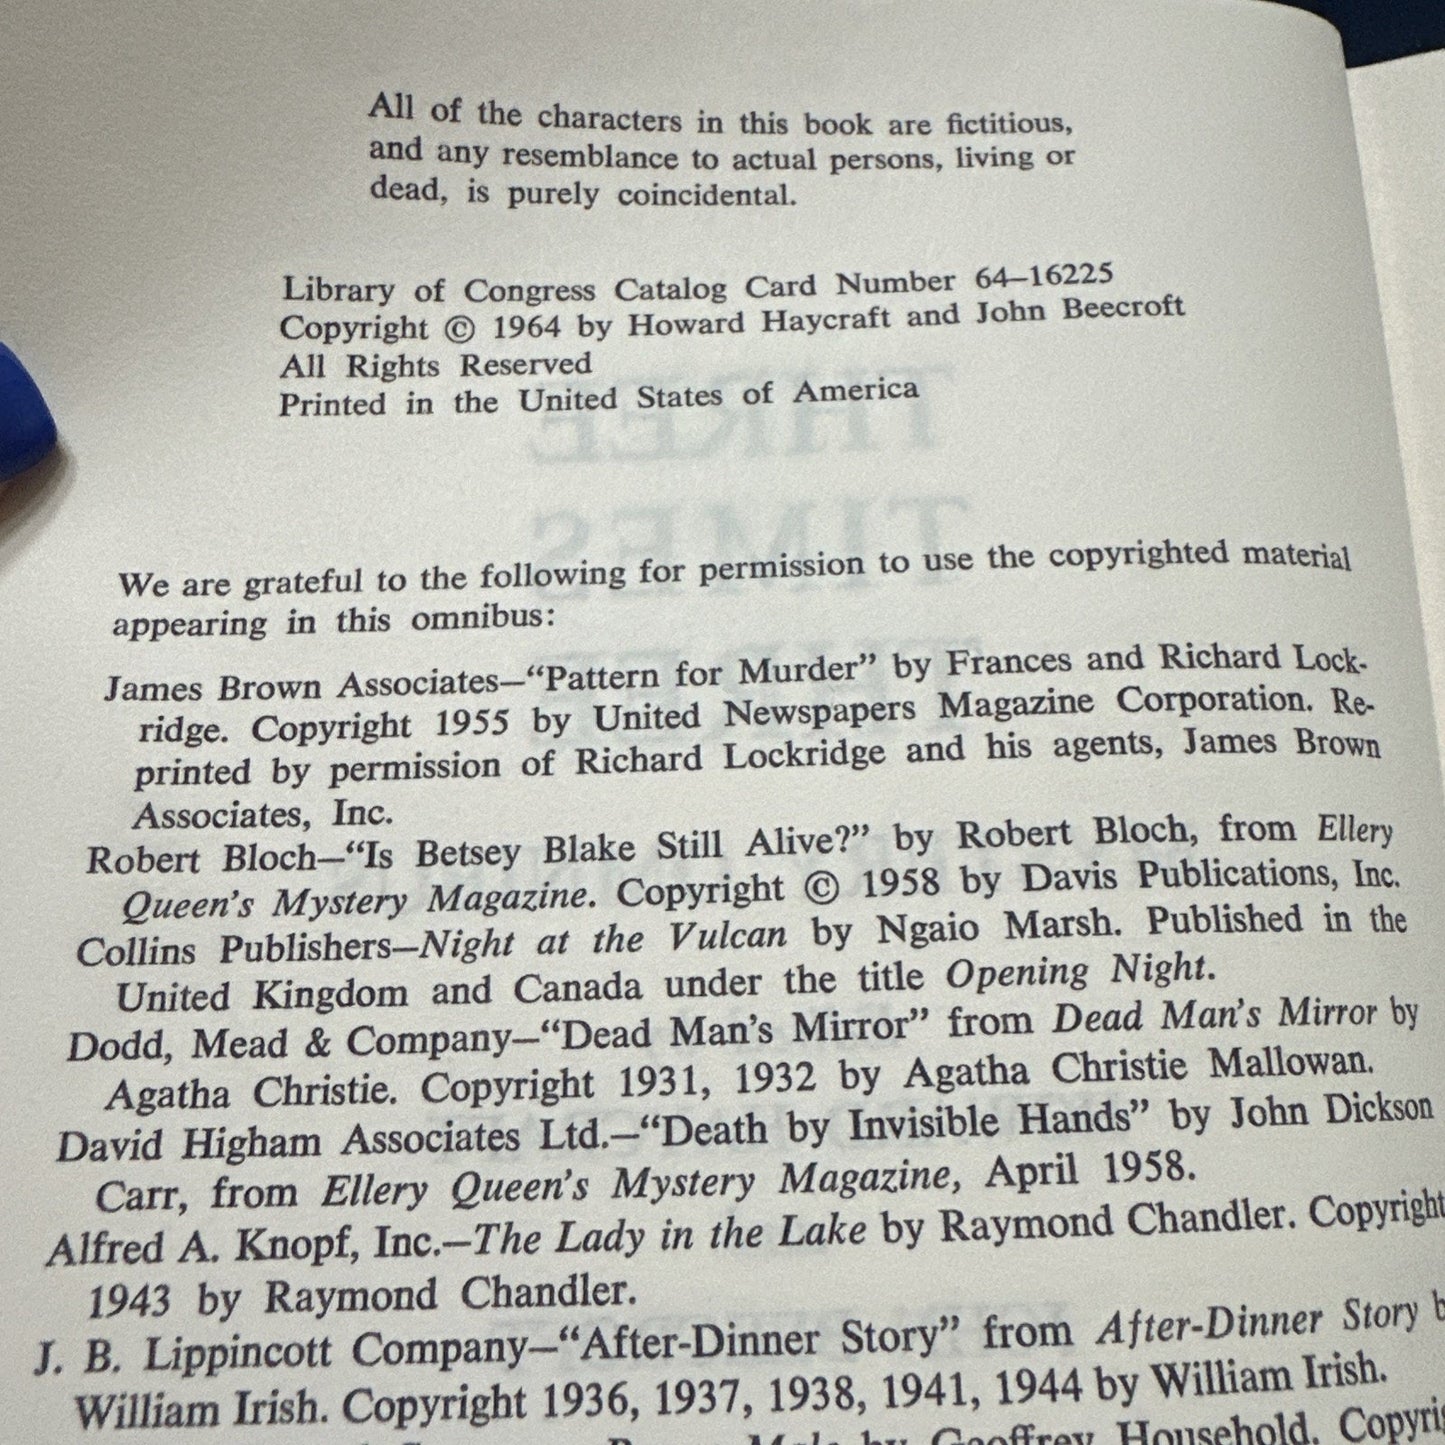 All of the characters in this book are fictitious,
and any resemblance to actual persons, living or
dead, is purely coincidental.
Library of Congress Catalog Card Number 64–16225
Copyright © 1964 by Howard Haycraft and John Beecroft
All Rights Reserved
Printed in the United States of America
We are grateful to the following for permission to use the copyrighted material
appearing in this omnibus:
James Brown Associates—“Pattern for Murder” by Frances and Richard Lock-
ridge. Copyright 1955 by United Newspapers Magazine Corporation. Re-
printed by permission of Richard Lockridge and his agents, James Brown
Associates, Inc.
Robert Bloch—“Is Betsey Blake Still Alive?” by Robert Bloch, from Ellery
Queen’s Mystery Magazine. Copyright © 1958 by Davis Publications, Inc.
Collins Publishers—Night at the Vulcan by Ngaio Marsh. Published in the
United Kingdom and Canada under the title Opening Night.
Dodd, Mead & Company—“Dead Man’s Mirror” from Dead Man’s Mirror by
Agatha Christie. Copyright 1931, 1932 by Agatha Christie Mallowan.
David Higham Associates Ltd.—“Death by Invisible Hands” by John Dickson
Carr, from Ellery Queen’s Mystery Magazine, April 1958.
Alfred A. Knopf, Inc.—The Lady in the Lake by Raymond Chandler. Copyright
1943 by Raymond Chandler.
J. B. Lippincott Company—“After-Dinner Story” from After-Dinner Story
William Irish. Copyright 1936, 1937, 1938, 1941, 1944 by William Irish.
by Geoffrey Household.